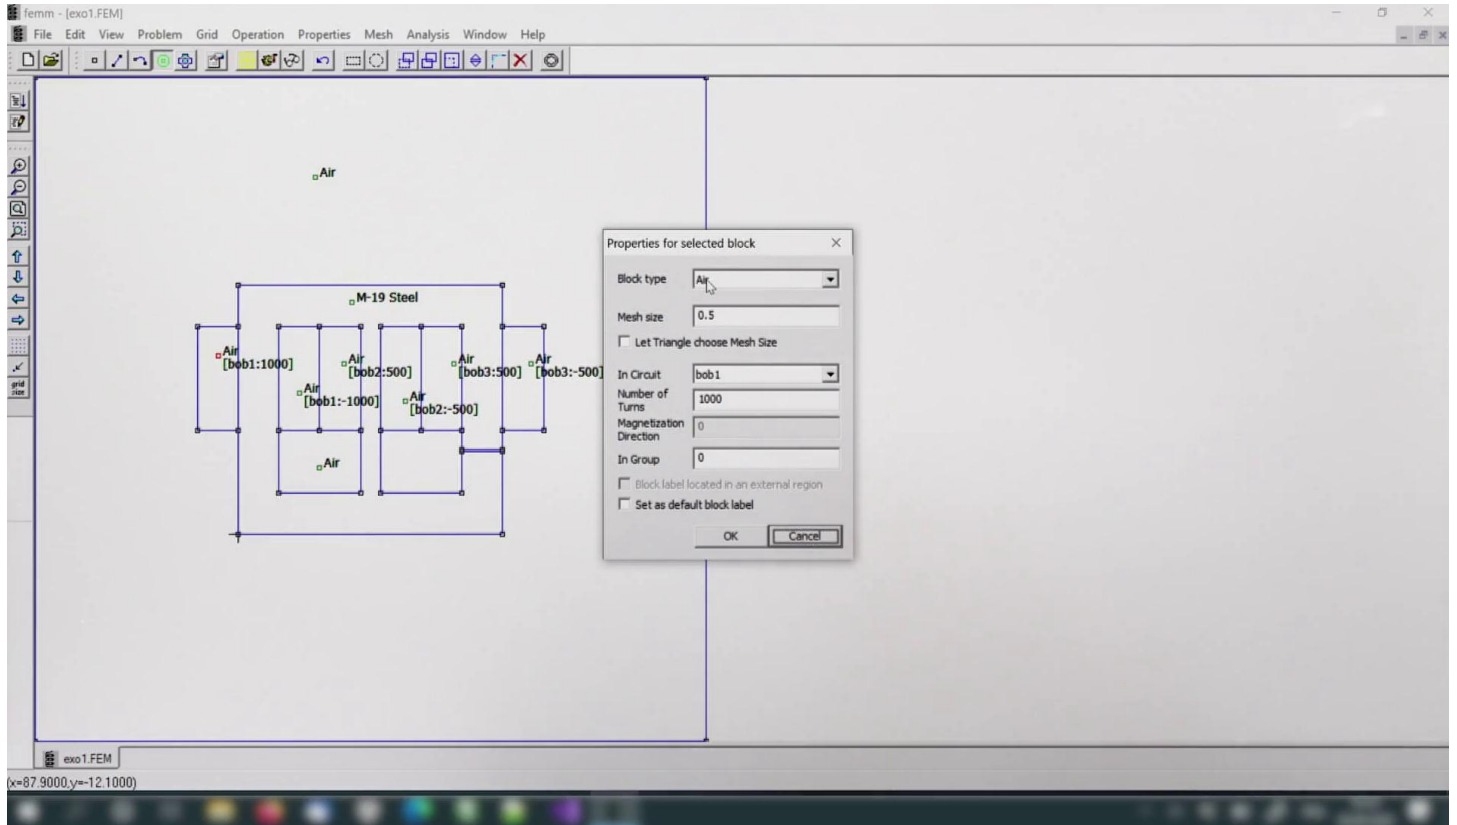 femm - [exo1.FEM]
File Edit View Problem Grid Operation Properties Mesh Analysis Window Help
Air
M-19 Steel
Air
[bob1:1000]
Air
[bob2:500]
Air
[bob3:500]
Air
[bob3:-500]
Air
[bob1:-1000]
Air
[bob2:-500]
Air
Properties for selected block
Block type Air
Mesh size 0.5
Let Triangle choose Mesh Size
In Circuit bob1
Number of Turns 1000
Magnetization Direction 0
In Group 0
Block label located in an external region
Set as default block label
OK Cancel
grid
size
exo1.FEM
(x=87.9000,y=-12.1000)